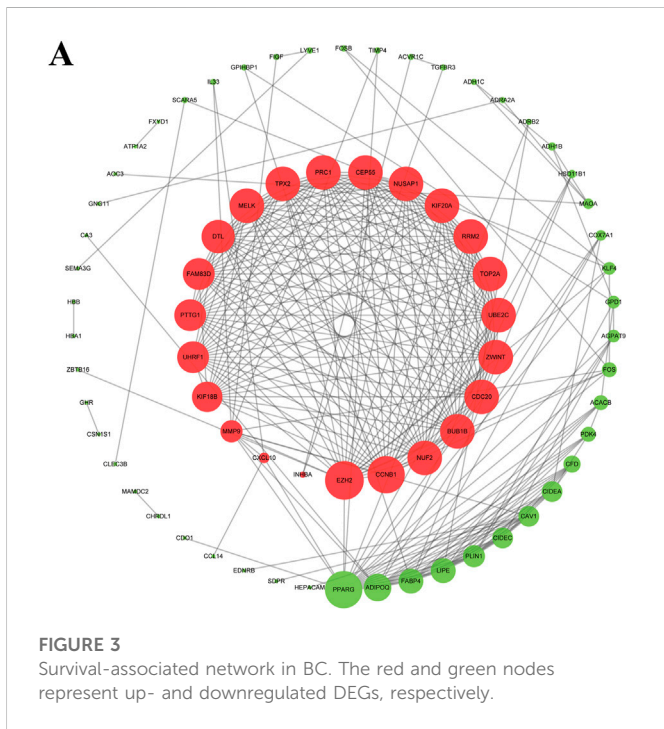 A
FIGF
LYVE1
FOSB
TIMP4
ACVR1C
TGFBR3
GPIHBP1
ADH1C
ADRA2A
IL33
SCARA5
ADRB2
FXYD1
ATP1A2
ADH1B
HSD11B1
AOC3
MAOA
GNG11
COX7A1
CA3
KLF4
SEMA3G
GPD1
HBB
HBA1
AGPAT9
ZBTB16
FOS
GHR
ACACB
CSN1S1
PDK4
CLEC3B
CFD
MAMDC2
CIDEA
CHRDL1
CAV1
CDO1
CIDEC
CCL14
PLIN1
EDNRB
LIPE
SDPR
FABP4
HEPACAM
ADIPOQ
PPARG
PRC1
CEP55
TPX2
NUSAP1
MELK
KIF20A
DTL
RRM2
FAM83D
TOP2A
PTTG1
UBE2C
UHRF1
ZWINT
KIF18B
CDC20
MMP9
BUB1B
CXCL10
NUF2
INHBA
CCNB1
EZH2
FIGURE 3
Survival-associated network in BC. The red and green nodes
represent up- and downregulated DEGs, respectively.